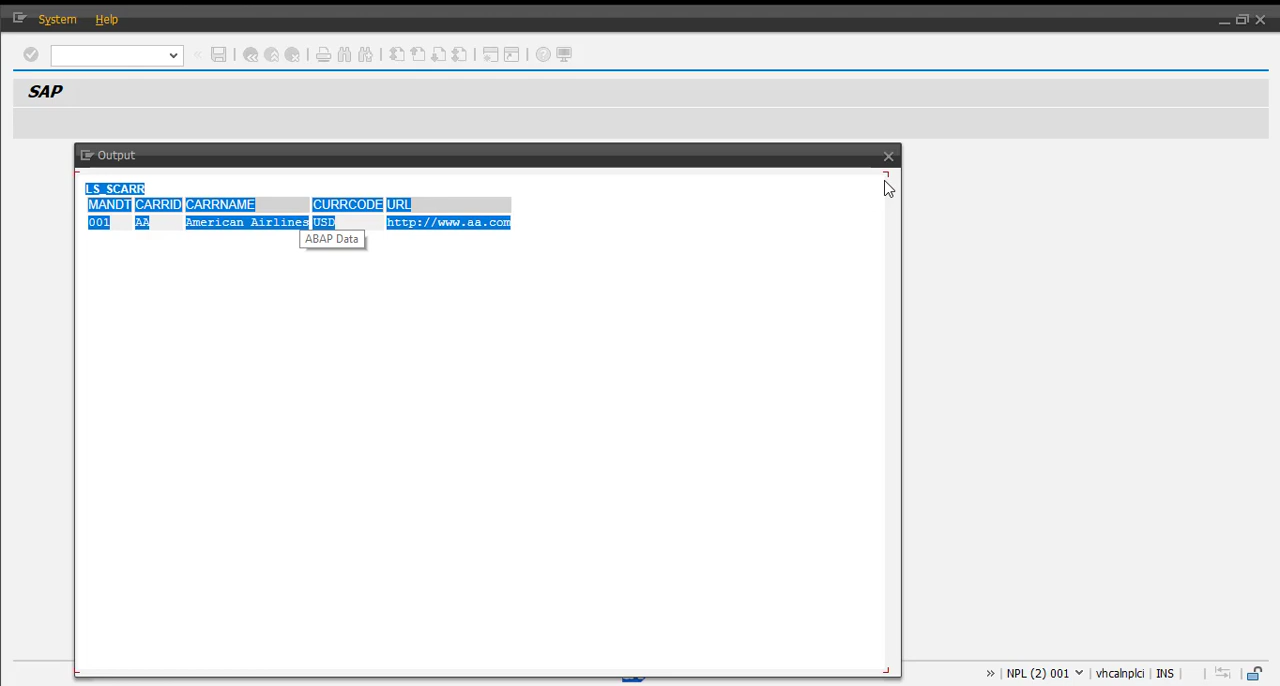 System Help
SAP
Output
LS_SCARR
MANDT CARRID CARRNAME CURRCODE URL
001 AA American Airlines USD http://www.aa.com
ABAP Data
» NPL (2) 001 vhcalnplci INS